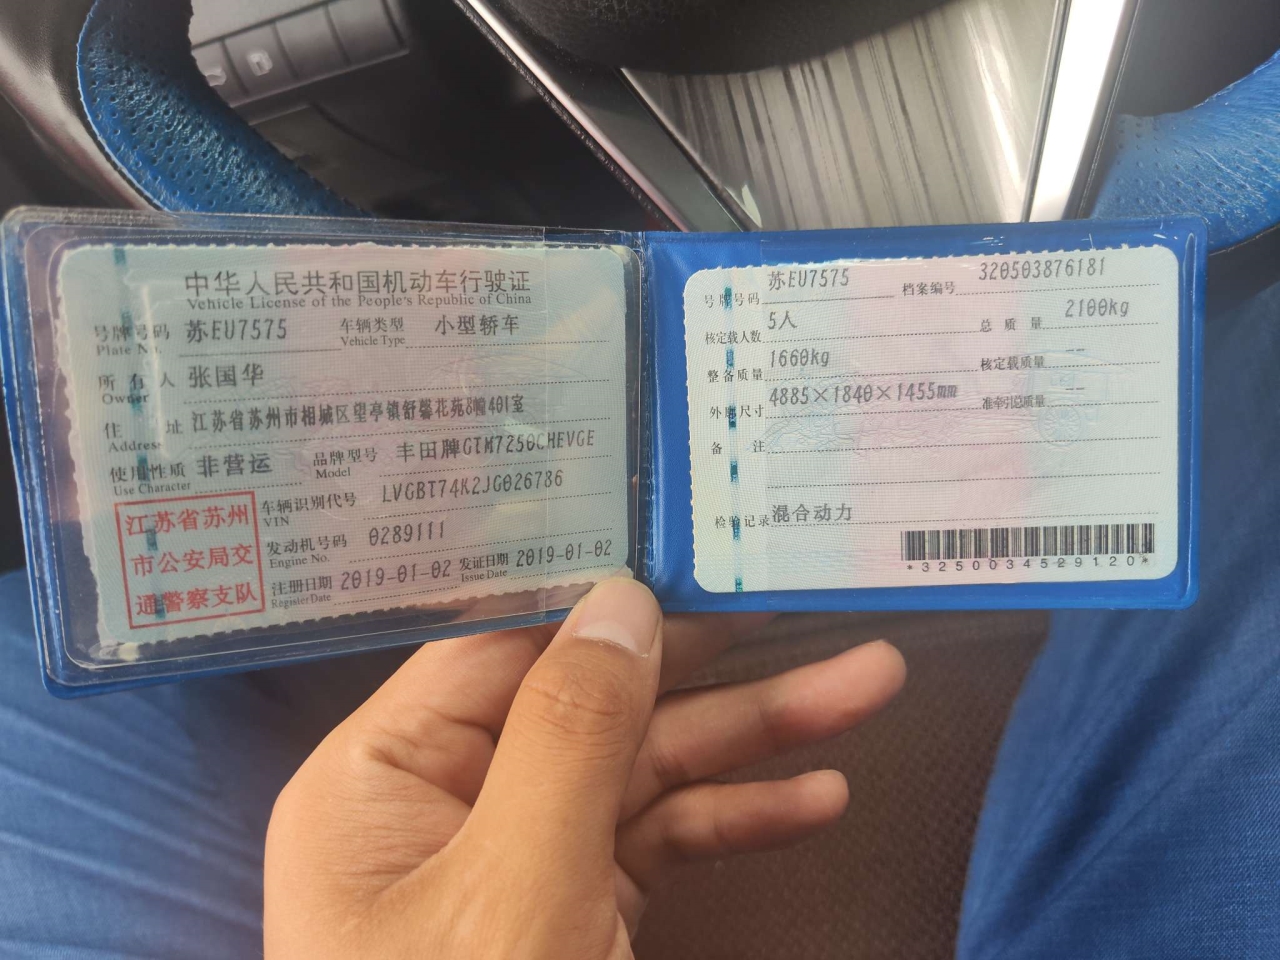 中华人民共和国机动车行驶证
Vehicle License of the People's Republic of China
号牌号码 苏EU7575 车辆类型 小型轿车
Plate No. Vehicle Type
所有人 张国华
Owner
住址 江苏省苏州市相城区望亭镇舒馨花苑8幢401室
Address
使用性质 非营运 品牌型号 丰田牌GTM7250CHEVGE
Use Character Model
车辆识别代号 LVGBT74K2JG026786
VIN
发动机号码 0289111
Engine No.
注册日期 2019-01-02 发证日期 2019-01-02
Register Date Issue Date
江苏省苏州
市公安局交
通警察支队
号牌号码 苏EU7575 档案编号 320503876181
核定载人数 5人 总质量 2100kg
整备质量 1660kg 核定载质量 --
外廓尺寸 4885×1840×1455mm 准牵引总质量 --
备注
检验记录 混合动力
*3250034529120*